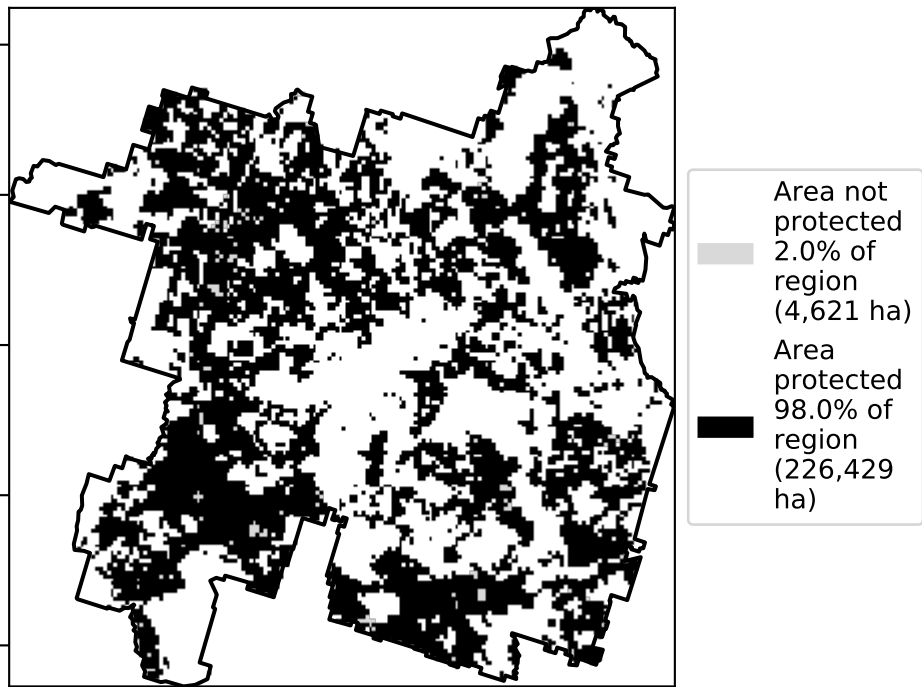 Area not
protected
2.0% of
region
(4,621 ha)
Area
protected
98.0% of
region
(226,429
ha)